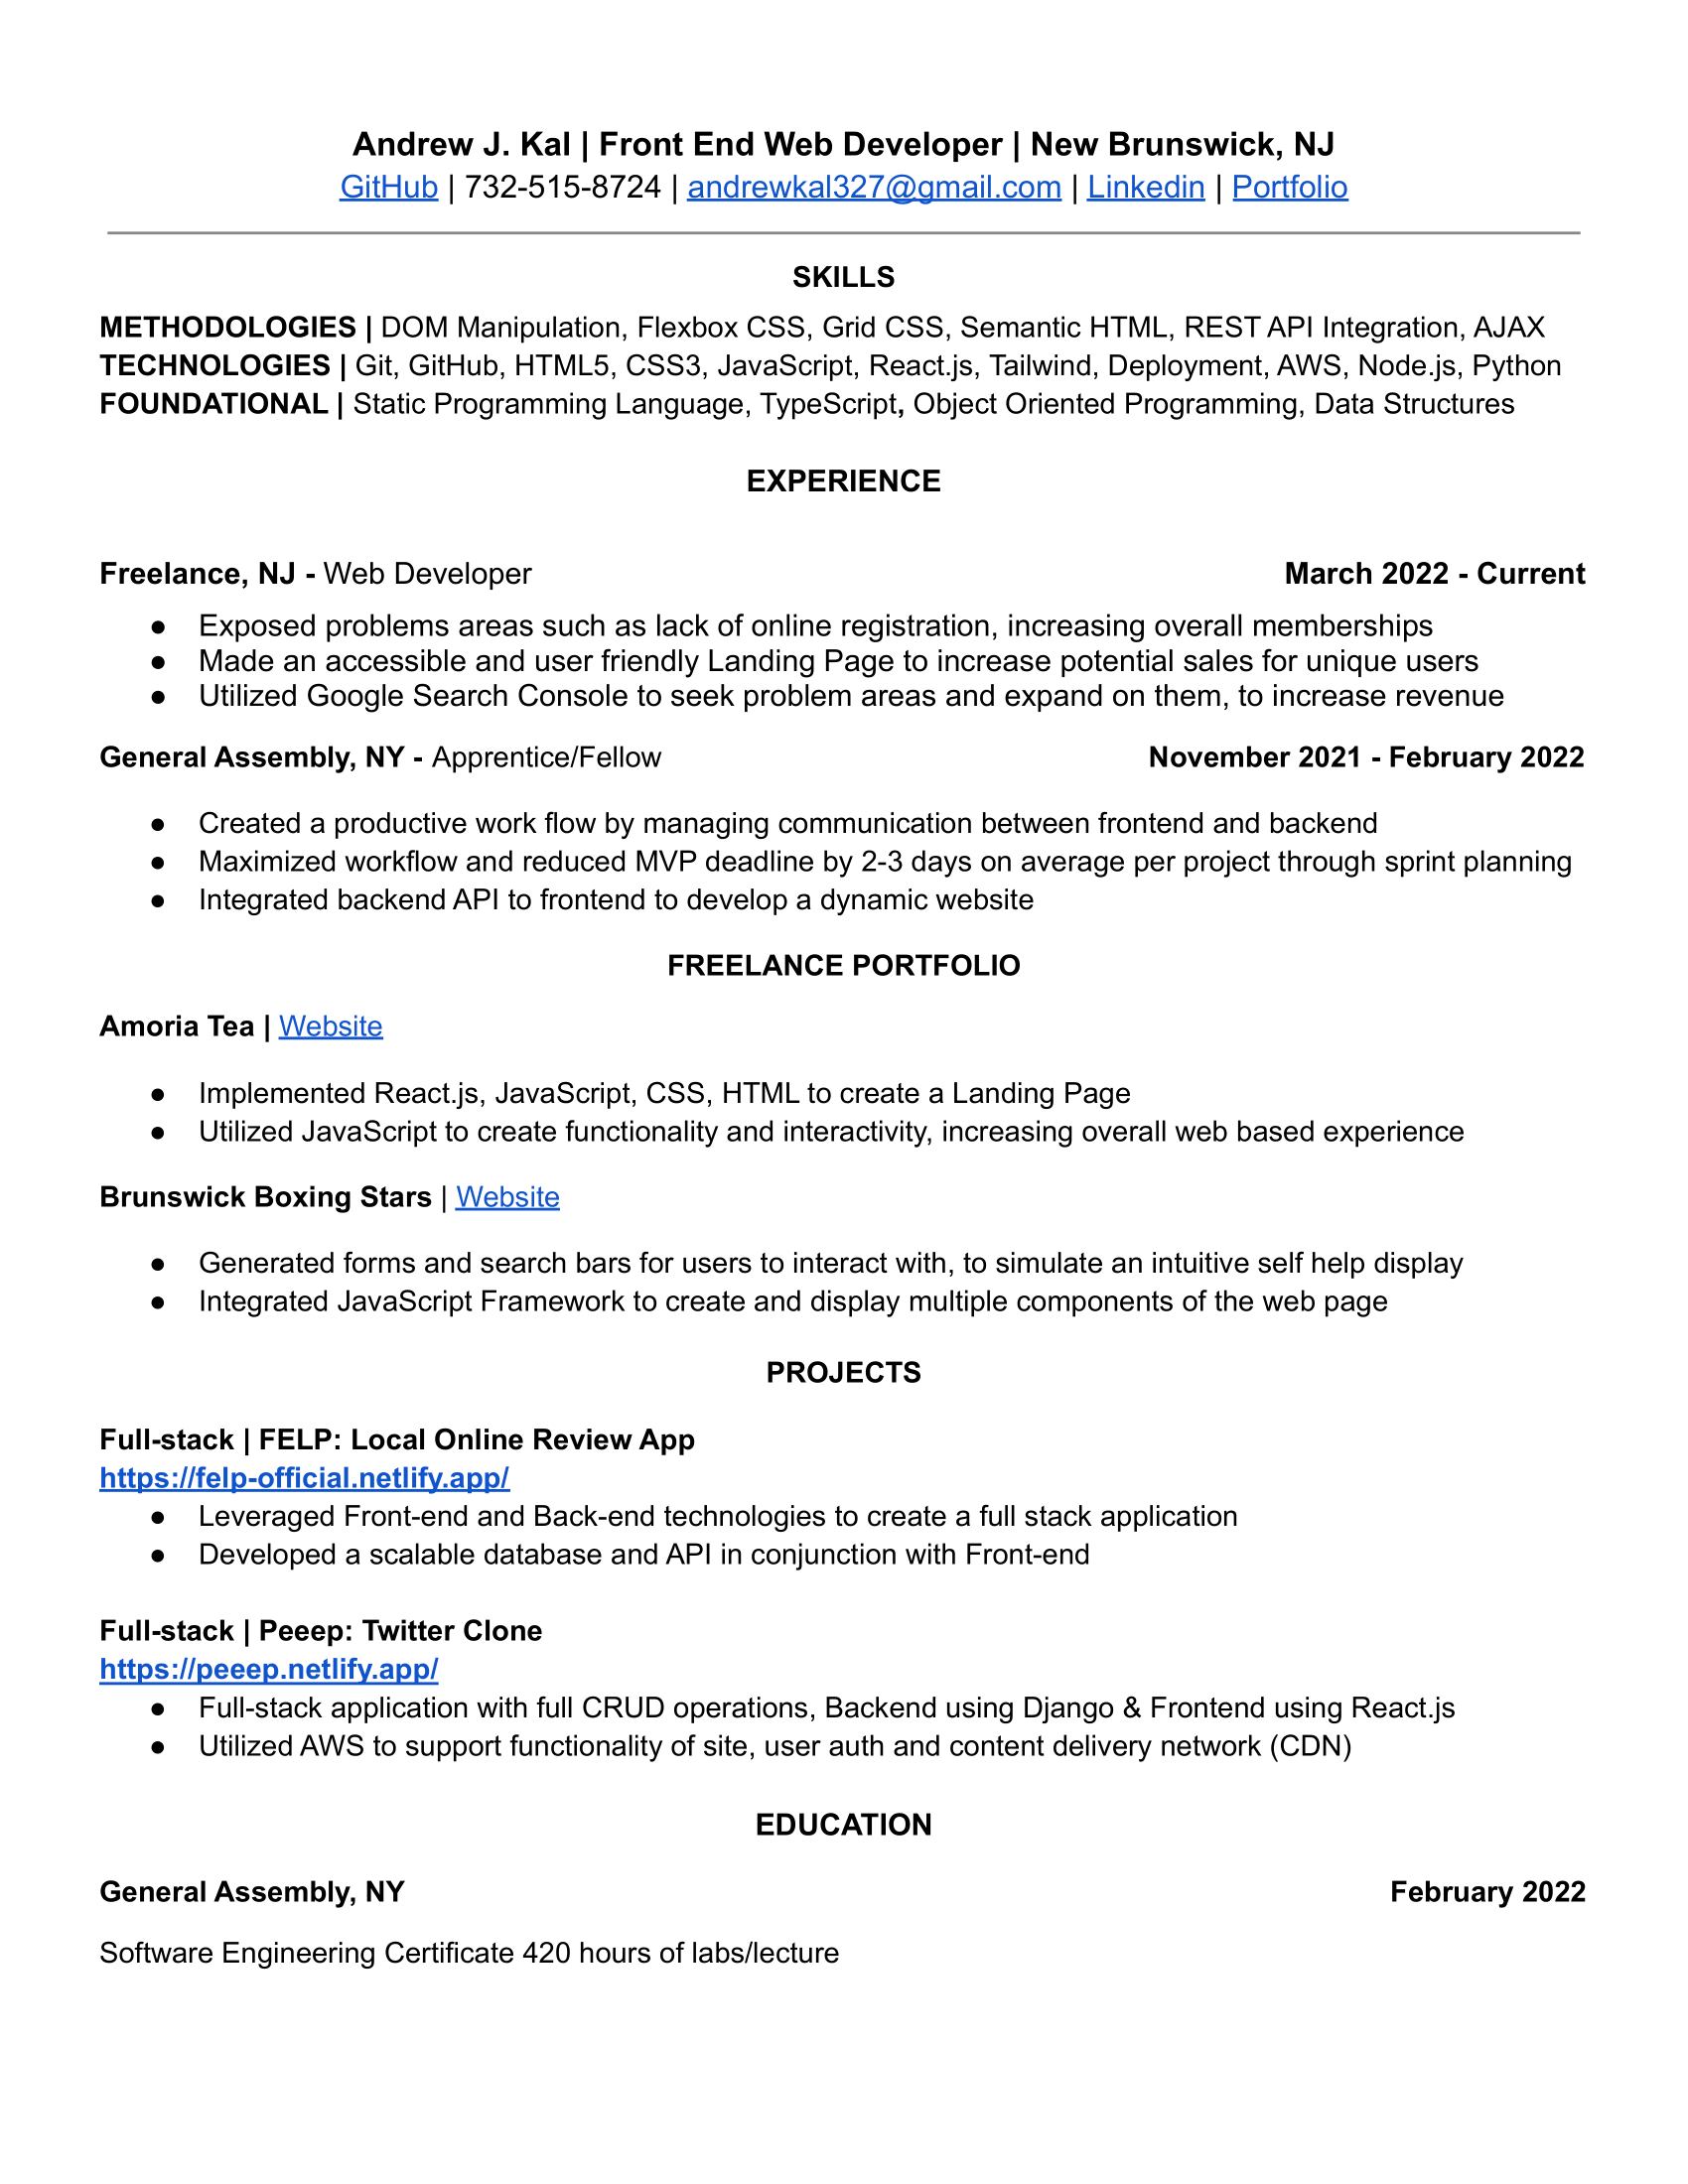 Andrew J. Kal | Front End Web Developer | New Brunswick, NJ
GitHub | 732-515-8724 | andrewkal327@gmail.com | Linkedin | Portfolio
SKILLS
METHODOLOGIES | DOM Manipulation, Flexbox CSS, Grid CSS, Semantic HTML, REST API Integration, AJAX
TECHNOLOGIES | Git, GitHub, HTML5, CSS3, JavaScript, React.js, Tailwind, Deployment, AWS, Node.js, Python
FOUNDATIONAL | Static Programming Language, TypeScript, Object Oriented Programming, Data Structures
EXPERIENCE
Freelance, NJ - Web Developer March 2022 - Current
● Exposed problems areas such as lack of online registration, increasing overall memberships
● Made an accessible and user friendly Landing Page to increase potential sales for unique users
● Utilized Google Search Console to seek problem areas and expand on them, to increase revenue
General Assembly, NY - Apprentice/Fellow November 2021 - February 2022
● Created a productive work flow by managing communication between frontend and backend
● Maximized workflow and reduced MVP deadline by 2-3 days on average per project through sprint planning
● Integrated backend API to frontend to develop a dynamic website
FREELANCE PORTFOLIO
Amoria Tea | Website
● Implemented React.js, JavaScript, CSS, HTML to create a Landing Page
● Utilized JavaScript to create functionality and interactivity, increasing overall web based experience
Brunswick Boxing Stars | Website
● Generated forms and search bars for users to interact with, to simulate an intuitive self help display
● Integrated JavaScript Framework to create and display multiple components of the web page
PROJECTS
Full-stack | FELP: Local Online Review App
https://felp-official.netlify.app/
● Leveraged Front-end and Back-end technologies to create a full stack application
● Developed a scalable database and API in conjunction with Front-end
Full-stack | Peeep: Twitter Clone
https://peeep.netlify.app/
● Full-stack application with full CRUD operations, Backend using Django & Frontend using React.js
● Utilized AWS to support functionality of site, user auth and content delivery network (CDN)
EDUCATION
General Assembly, NY February 2022
Software Engineering Certificate 420 hours of labs/lecture